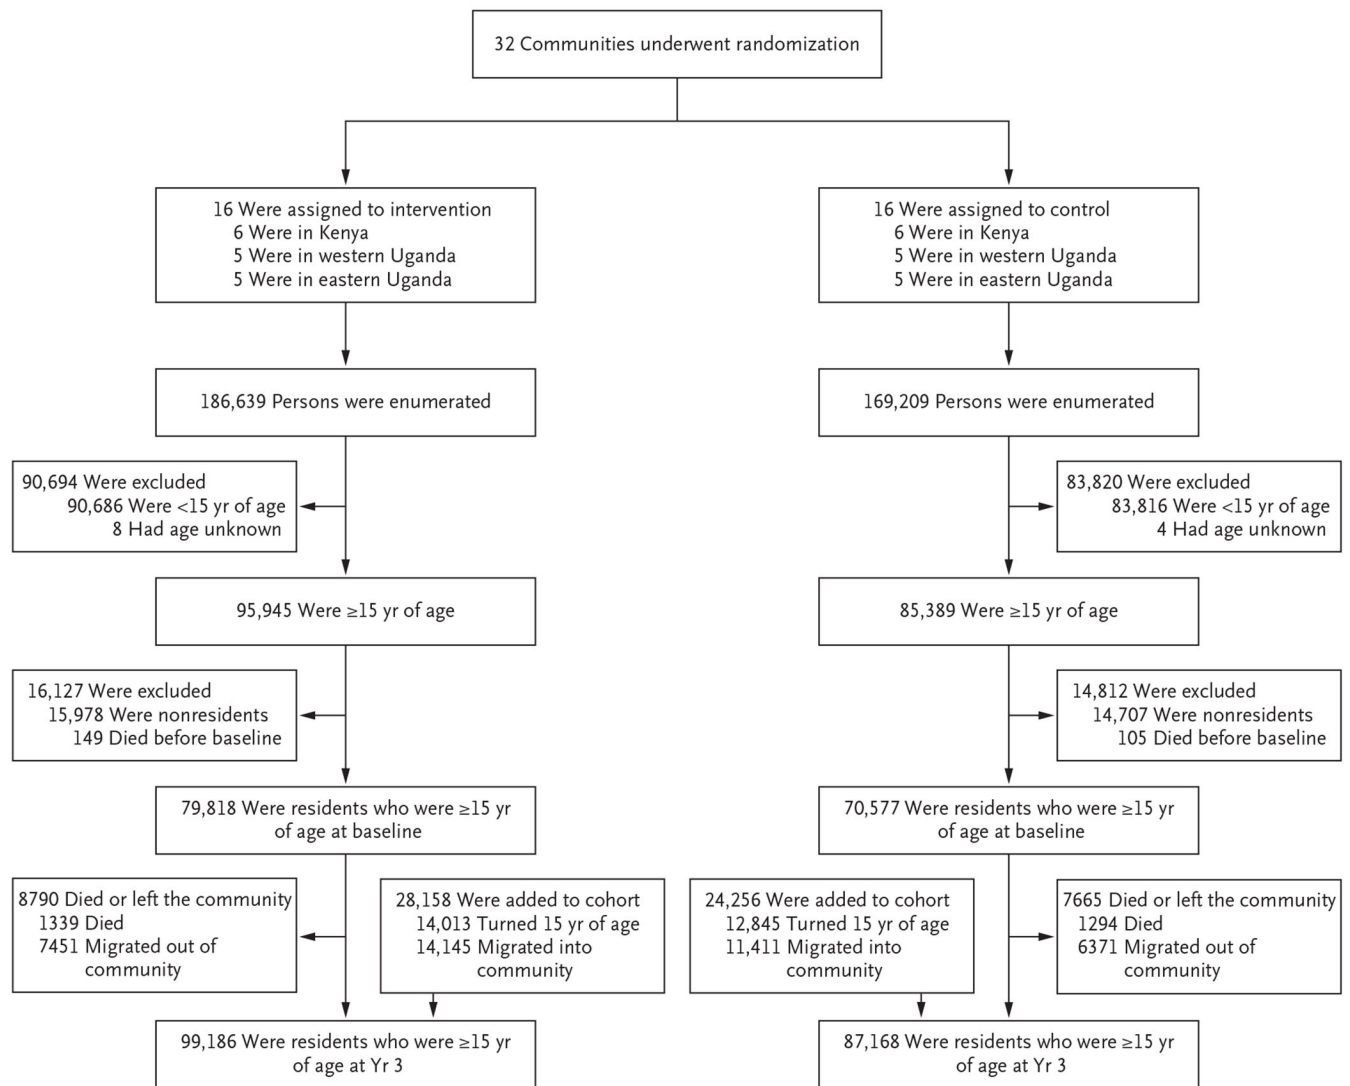 32 Communities underwent randomization
16 Were assigned to intervention
6 Were in Kenya
5 Were in western Uganda
5 Were in eastern Uganda
16 Were assigned to control
6 Were in Kenya
5 Were in western Uganda
5 Were in eastern Uganda
186,639 Persons were enumerated
169,209 Persons were enumerated
90,694 Were excluded
90,686 Were <15 yr of age
8 Had age unknown
83,820 Were excluded
83,816 Were <15 yr of age
4 Had age unknown
95,945 Were ≥15 yr of age
85,389 Were ≥15 yr of age
16,127 Were excluded
15,978 Were nonresidents
149 Died before baseline
14,812 Were excluded
14,707 Were nonresidents
105 Died before baseline
79,818 Were residents who were ≥15 yr
of age at baseline
70,577 Were residents who were ≥15 yr
of age at baseline
8790 Died or left the community
1339 Died
7451 Migrated out of
community
28,158 Were added to cohort
14,013 Turned 15 yr of age
14,145 Migrated into
community
24,256 Were added to cohort
12,845 Turned 15 yr of age
11,411 Migrated into
community
7665 Died or left the community
1294 Died
6371 Migrated out of
community
99,186 Were residents who were ≥15 yr
of age at Yr 3
87,168 Were residents who were ≥15 yr
of age at Yr 3